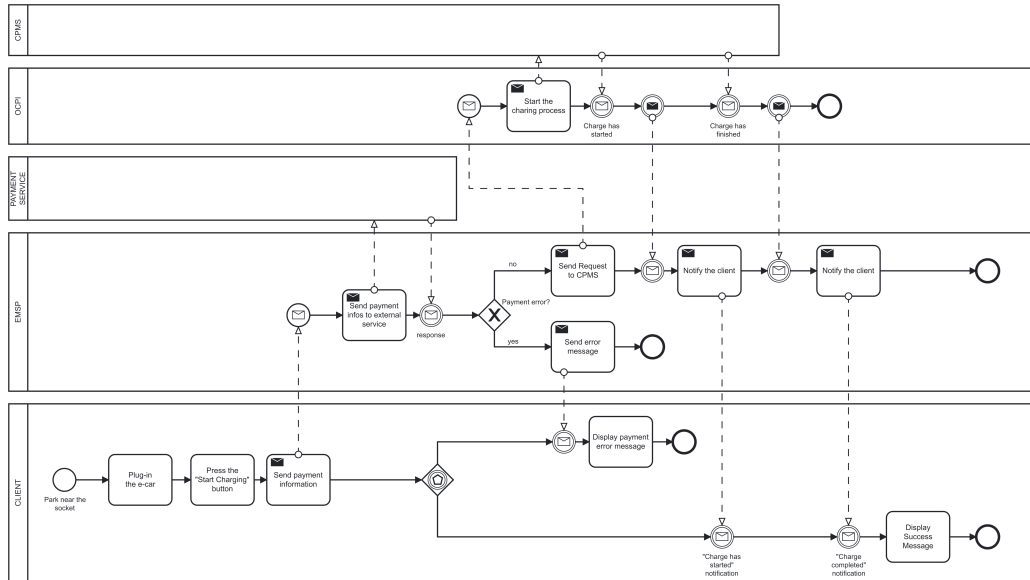 CPMS
OCPI
Start the
charing process
Charge has
started
Charge has
finished
PAYMENT
SERVICE
EMSP
Send payment
infos to external
service
response
Payment error?
no
yes
Send Request
to CPMS
Notify the client
Notify the client
Send error
message
CLIENT
Park near the
socket
Plug-in
the e-car
Press the
"Start Charging"
button
Send payment
information
Display payment
error message
"Charge has
started"
notification
"Charge
completed"
notification
Display
Success
Message